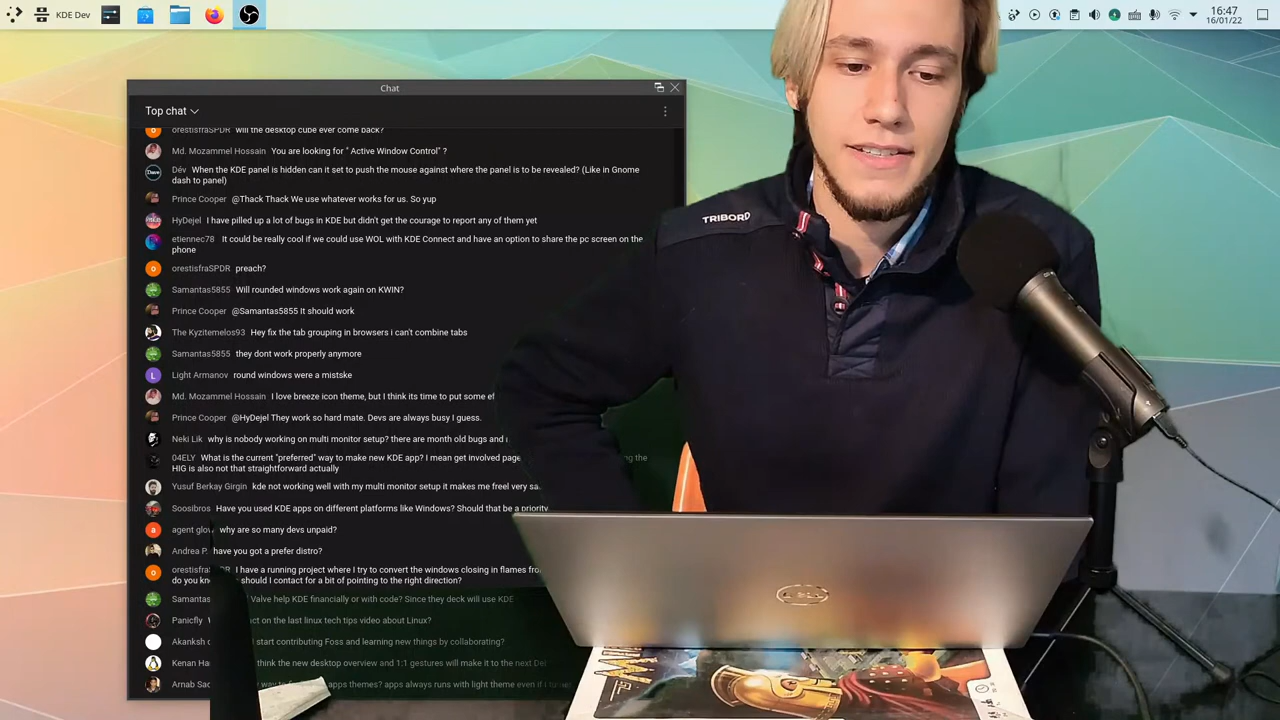 KDE Dev
16:47
16/01/22
Chat
Top chat
orestisfraSPDR will the desktop cube ever come back?
Md. Mozammel Hossain You are looking for " Active Window Control" ?
Dév When the KDE panel is hidden can it set to push the mouse against where the panel is to be revealed? (Like in Gnome
dash to panel)
Prince Cooper @Thack Thack We use whatever works for us. So yup
HyDejel I have pilled up a lot of bugs in KDE but didn't get the courage to report any of them yet
etiennec78 It could be really cool if we could use WOL with KDE Connect and have an option to share the pc screen on the
phone
orestisfraSPDR preach?
Samantas5855 Will rounded windows work again on KWIN?
Prince Cooper @Samantas5855 It should work
The Kyzitemelos93 Hey fix the tab grouping in browsers i can't combine tabs
Samantas5855 they dont work properly anymore
Light Armanov round windows were a mistske
Md. Mozammel Hossain I love breeze icon theme, but I think its time to put some
Prince Cooper @HyDejel They work so hard mate. Devs are always busy I guess.
Neki Lik why is nobody working on multi monitor setup? there are month old bugs and
04ELY What is the current "preferred" way to make new KDE app? I mean get involved page the
HIG is also not that straightforward actually
Yusuf Berkay Girgin kde not working well with my multi monitor setup it makes me freel very
Soosibros Have you used KDE apps on different platforms like Windows? Should that be a priority
agent why are so many devs unpaid?
Andrea P. have you got a prefer distro?
I have a running project where I try to convert the windows closing in flames
do you should I contact for a bit of pointing to the right direction?
Samantas Valve help KDE financially or with code? Since they deck will use KDE
Panicfly on the last linux tech tips video about Linux?
Akanksh start contributing Foss and learning new things by collaborating?
Kenan think the new desktop overview and 1:1 gestures will make it to the next
Arnab way apps themes? apps always runs with light theme even if i
TRIBORD
DELL